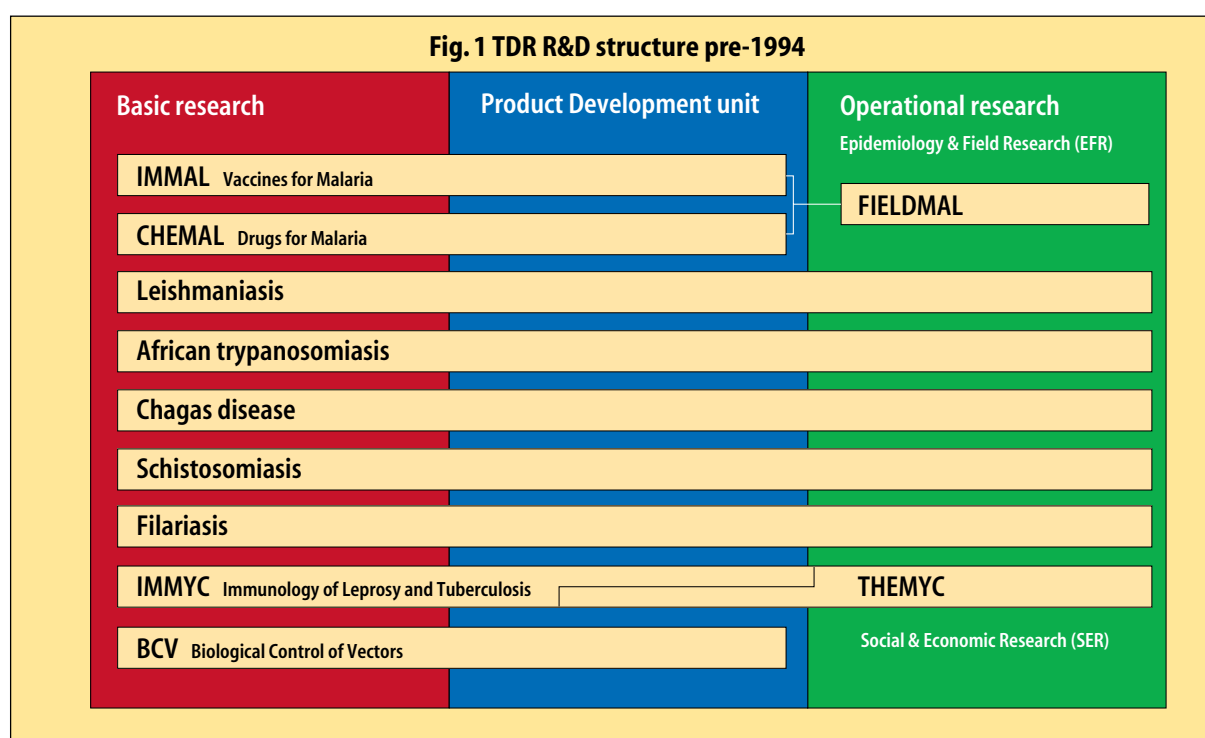 Fig. 1 TDR R&D structure pre-1994
Basic research
Product Development unit
Operational research
Epidemiology & Field Research (EFR)
IMMAL Vaccines for Malaria
FIELDMAL
CHEMAL Drugs for Malaria
Leishmaniasis
African trypanosomiasis
Chagas disease
Schistosomiasis
Filariasis
IMMYC Immunology of Leprosy and Tuberculosis
THEMYC
BCV Biological Control of Vectors
Social & Economic Research (SER)